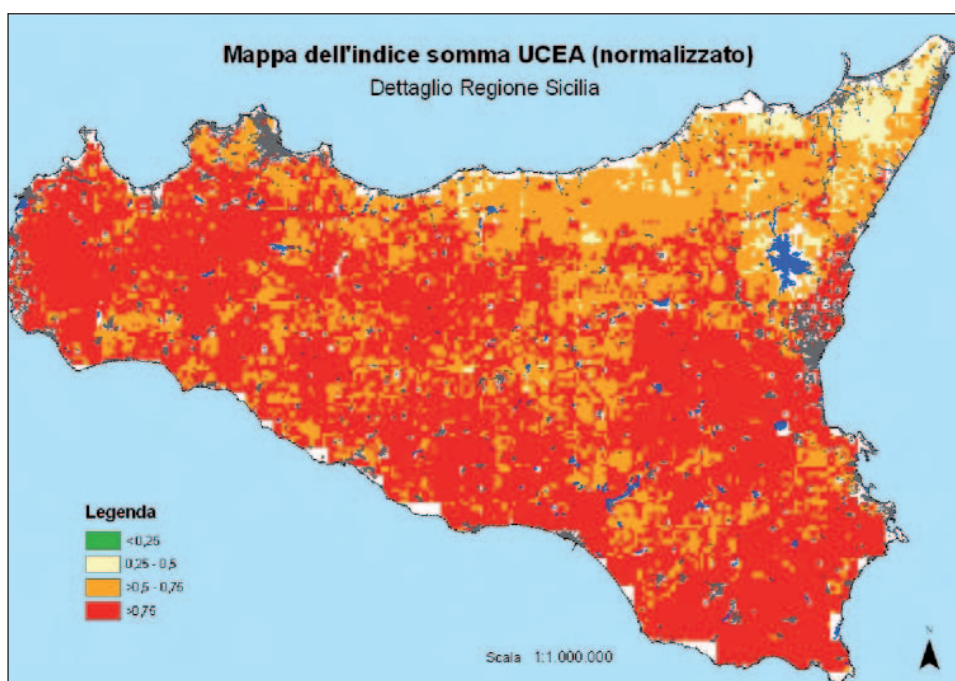 Mappa dell'indice somma UCEA (normalizzato)
Dettaglio Regione Sicilia
Legenda
<0,25
0,25 - 0,5
>0,5 - 0,75
>0,75
Scala 1:1.000.000
N